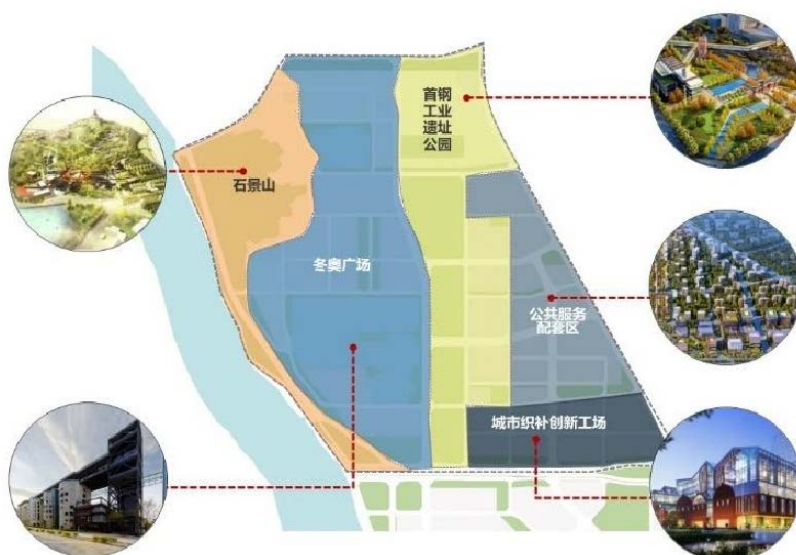 首钢
工业
遗址
公园
石景山
冬奥广场
公共服务
配套区
城市织补创新工场